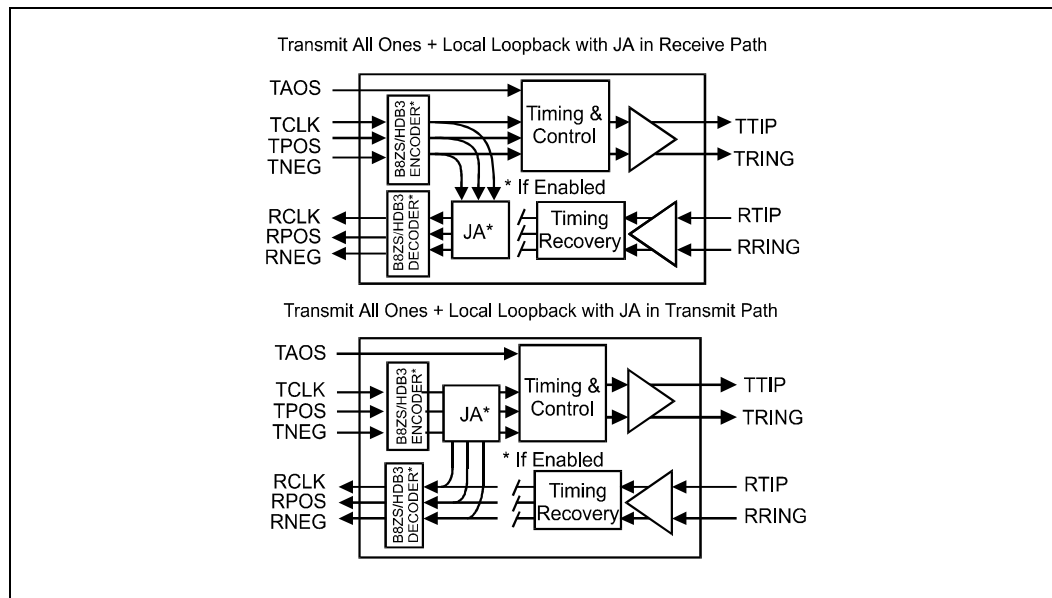 Transmit All Ones + Local Loopback with JA in Receive Path
TAOS
TCLK
TPOS
TNEG
B8ZS/HDB3
ENCODER*
Timing &
Control
TTIP
TRING
* If Enabled
RCLK
RPOS
RNEG
B8ZS/HDB3
DECODER*
JA*
Timing
Recovery
RTIP
RRING
Transmit All Ones + Local Loopback with JA in Transmit Path
TAOS
TCLK
TPOS
TNEG
B8ZS/HDB3
ENCODER*
JA*
Timing &
Control
TTIP
TRING
* If Enabled
RCLK
RPOS
RNEG
B8ZS/HDB3
DECODER*
Timing
Recovery
RTIP
RRING